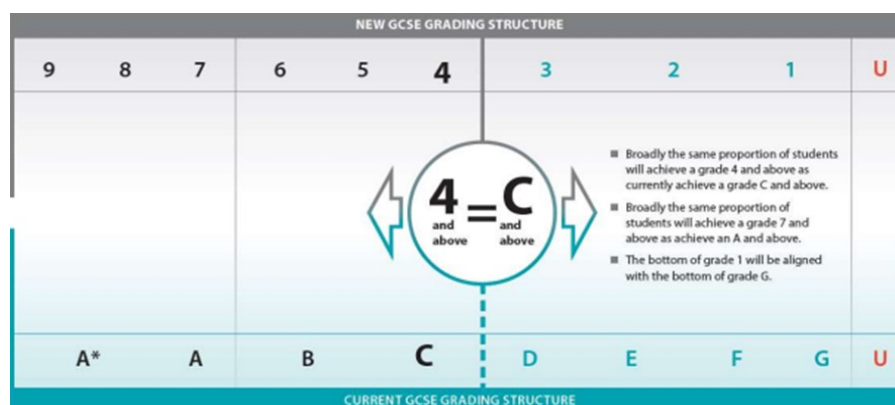 NEW GCSE GRADING STRUCTURE
9 8 7 6 5 4 3 2 1 U
4 and above = C and above
■ Broadly the same proportion of students
will achieve a grade 4 and above as
currently achieve a grade C and above.
■ Broadly the same proportion of
students will achieve a grade 7 and
above as achieve an A and above.
■ The bottom of grade 1 will be aligned
with the bottom of grade G.
A* A B C D E F G U
CURRENT GCSE GRADING STRUCTURE